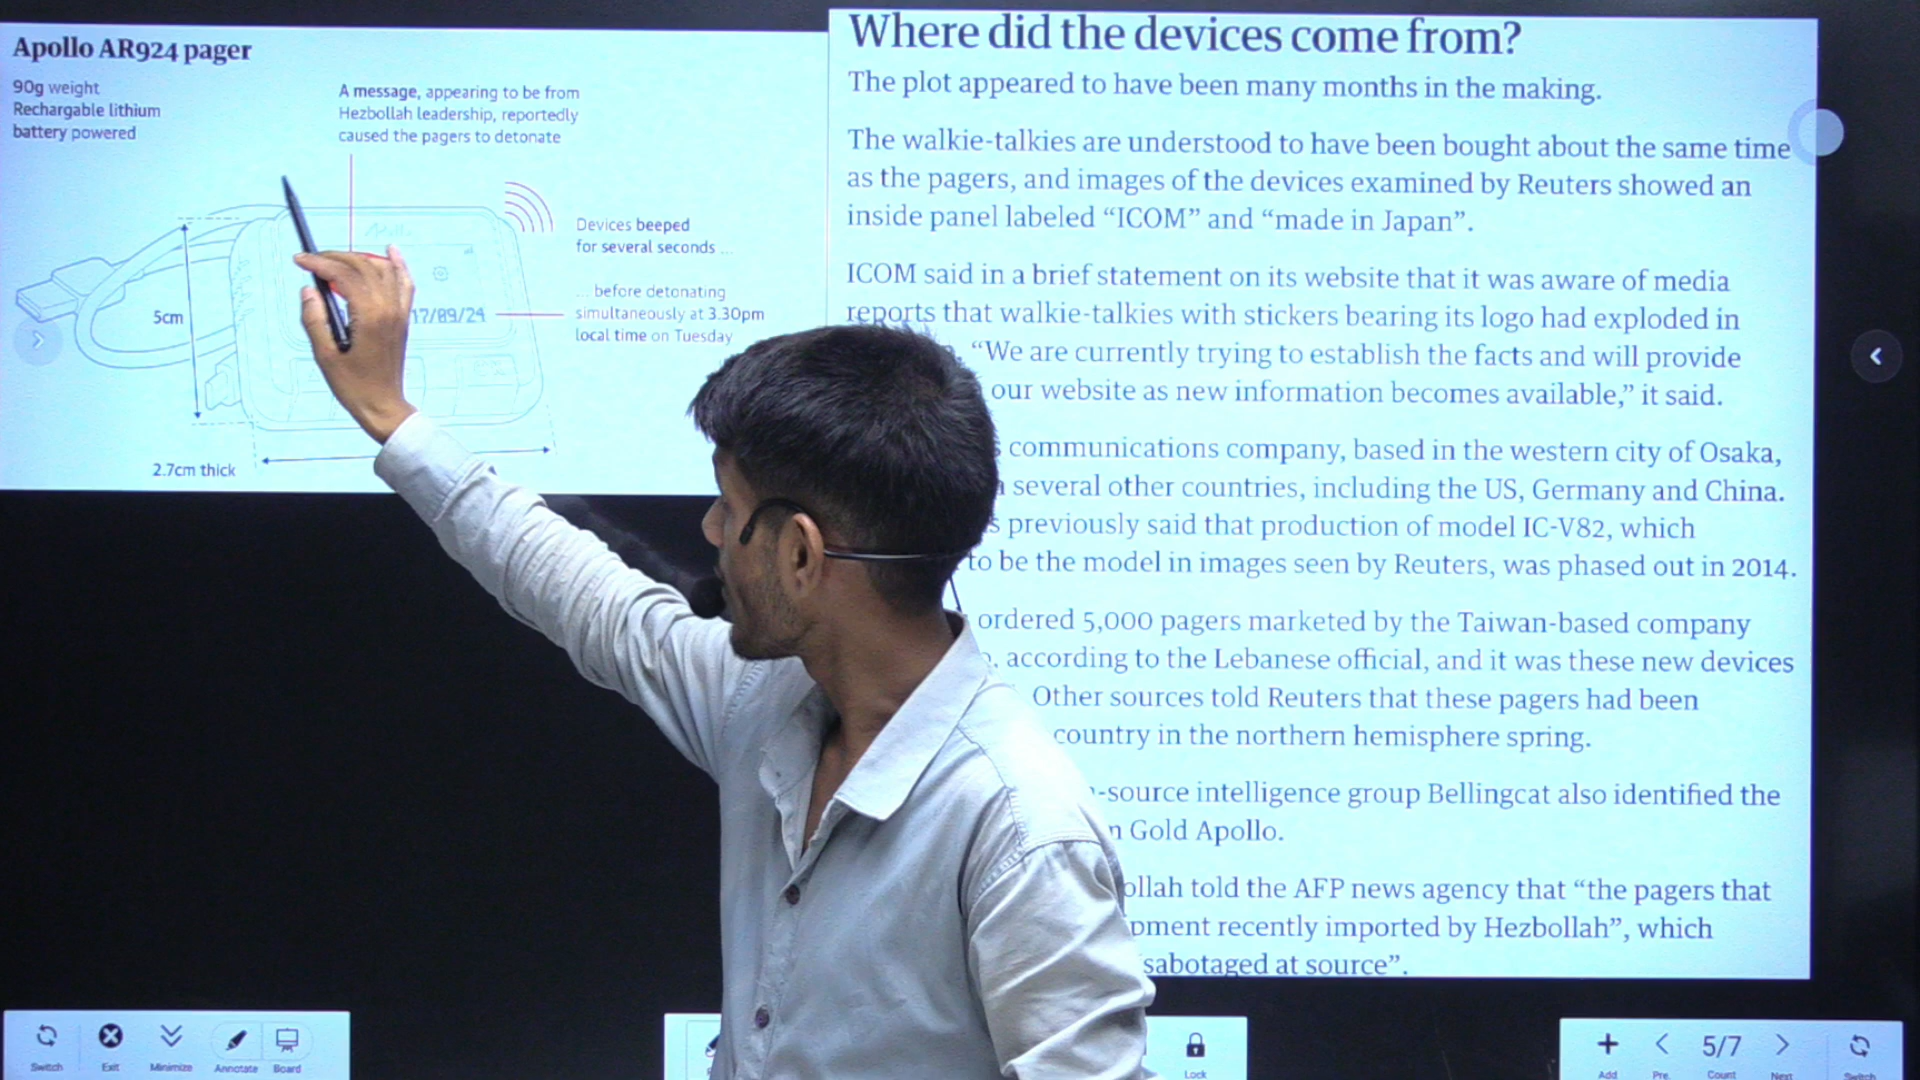 Apollo AR924 pager
90g weight
Rechargable lithium
battery powered
A message, appearing to be from
Hezbollah leadership, reportedly
caused the pagers to detonate
Devices beeped
for several seconds ...
... before detonating
simultaneously at 3.30pm
local time on Tuesday
17/09/24
5cm
2.7cm thick
Where did the devices come from?
The plot appeared to have been many months in the making.
The walkie-talkies are understood to have been bought about the same time
as the pagers, and images of the devices examined by Reuters showed an
inside panel labeled “ICOM” and “made in Japan”.
ICOM said in a brief statement on its website that it was aware of media
reports that walkie-talkies with stickers bearing its logo had exploded in
“We are currently trying to establish the facts and will provide
our website as new information becomes available,” it said.
communications company, based in the western city of Osaka,
several other countries, including the US, Germany and China.
previously said that production of model IC-V82, which
to be the model in images seen by Reuters, was phased out in 2014.
ordered 5,000 pagers marketed by the Taiwan-based company
according to the Lebanese official, and it was these new devices
Other sources told Reuters that these pagers had been
country in the northern hemisphere spring.
-source intelligence group Bellingcat also identified the
Gold Apollo.
told the AFP news agency that “the pagers that
recently imported by Hezbollah”, which
sabotaged at source”.
Switch Exit Minimize Annotate Board
Lock
5/7
Add Pre. Count Next Switch